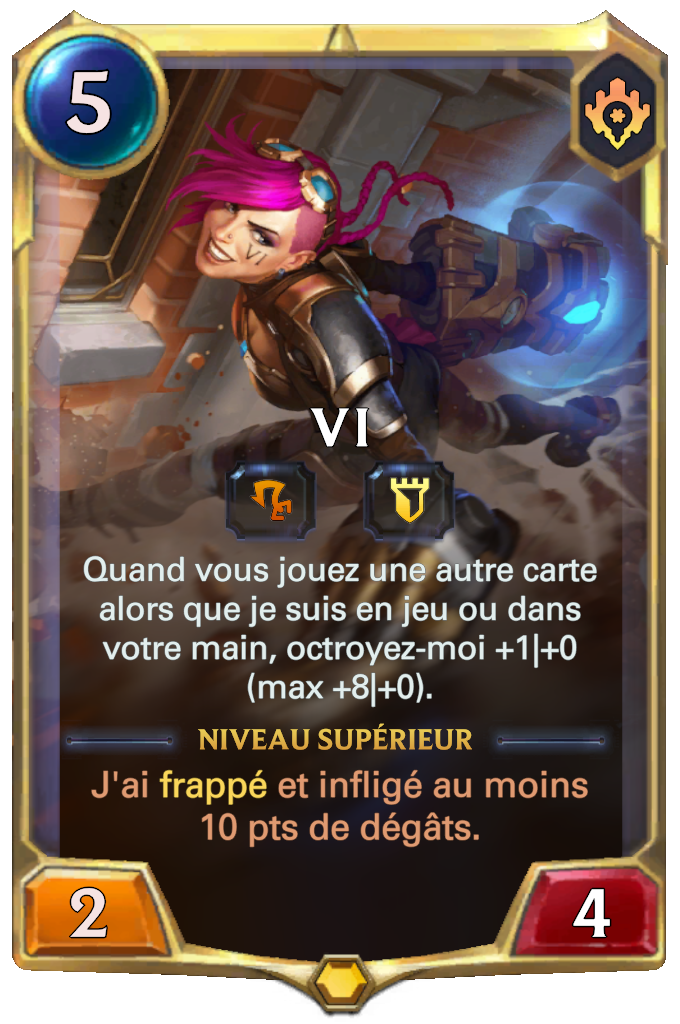 5
VI
VI
Quand vous jouez une autre carte
alors que je suis en jeu ou dans
votre main, octroyez-moi +1|+0
(max +8|+0).
NIVEAU SUPÉRIEUR
J'ai frappé et infligé au moins
10 pts de dégâts.
2
4